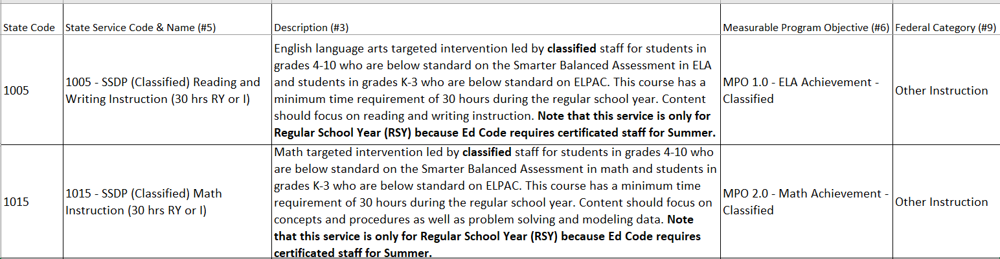 State Code
State Service Code & Name (#5)
Description (#3)
Measurable Program Objective (#6)
Federal Category (#9)
1005
1005 - SSDP (Classified) Reading and
Writing Instruction (30 hrs RY or I)
English language arts targeted intervention led by classified staff for students in
grades 4-10 who are below standard on the Smarter Balanced Assessment in ELA
and students in grades K-3 who are below standard on ELPAC. This course has a
minimum time requirement of 30 hours during the regular school year. Content
should focus on reading and writing instruction. Note that this service is only for
Regular School Year (RSY) because Ed Code requires certificated staff for Summer.
MPO 1.0 - ELA Achievement -
Classified
Other Instruction
1015
1015 - SSDP (Classified) Math
Instruction (30 hrs RY or I)
Math targeted intervention led by classified staff for students in grades 4-10 who
are below standard on the Smarter Balanced Assessment in math and students in
grades K-3 who are below standard on ELPAC. This course has a minimum time
requirement of 30 hours during the regular school year. Content should focus on
concepts and procedures as well as problem solving and modeling data. Note
that this service is only for Regular School Year (RSY) because Ed Code requires
certificated staff for Summer.
MPO 2.0 - Math Achievement -
Classified
Other Instruction